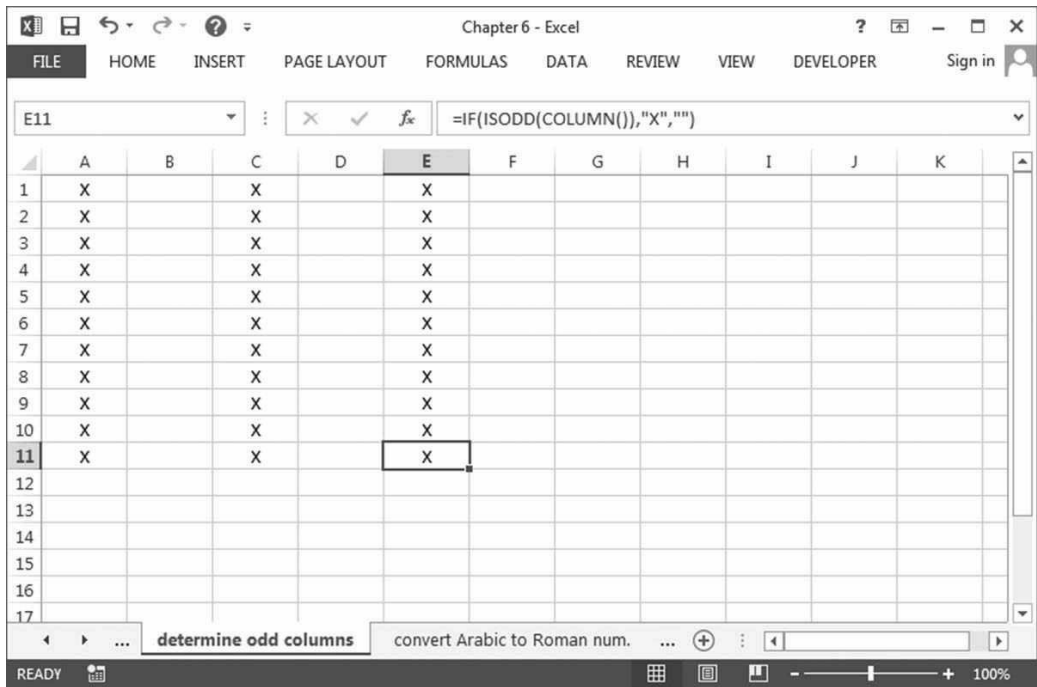 Chapter 6 - Excel
?
FILE HOME INSERT PAGE LAYOUT FORMULAS DATA REVIEW VIEW DEVELOPER Sign in
E11 fx =IF(ISODD(COLUMN()),"X","")
A B C D E F G H I J K
1 X X X
2 X X X
3 X X X
4 X X X
5 X X X
6 X X X
7 X X X
8 X X X
9 X X X
10 X X X
11 X X X
12
13
14
15
16
17
... determine odd columns convert Arabic to Roman num. ...
READY 100%